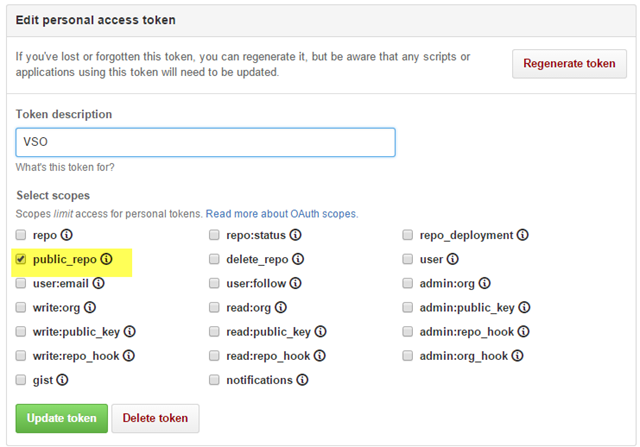 Edit personal access token
If you've lost or forgotten this token, you can regenerate it, but be aware that any scripts or
applications using this token will need to be updated.
Regenerate token
Token description
VSO
What's this token for?
Select scopes
Scopes limit access for personal tokens. Read more about OAuth scopes.
repo repo:status repo_deployment
public_repo delete_repo user
user:email user:follow admin:org
write:org read:org admin:public_key
write:public_key read:public_key admin:repo_hook
write:repo_hook read:repo_hook admin:org_hook
gist notifications
Update token Delete token